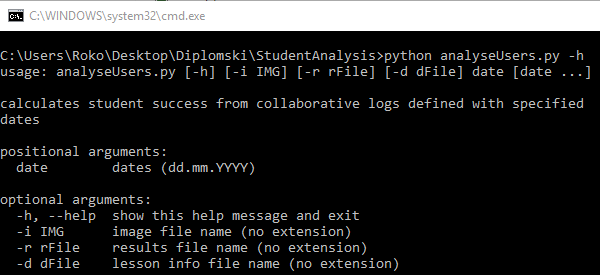 C:\WINDOWS\system32\cmd.exe
C:\Users\Roko\Desktop\Diplomski\StudentAnalysis>python analyseUsers.py -h
usage: analyseUsers.py [-h] [-i IMG] [-r rFile] [-d dFile] date [date ...]
calculates student success from collaborative logs defined with specified
dates
positional arguments:
  date        dates (dd.mm.YYYY)
optional arguments:
  -h, --help  show this help message and exit
  -i IMG      image file name (no extension)
  -r rFile    results file name (no extension)
  -d dFile    lesson info file name (no extension)